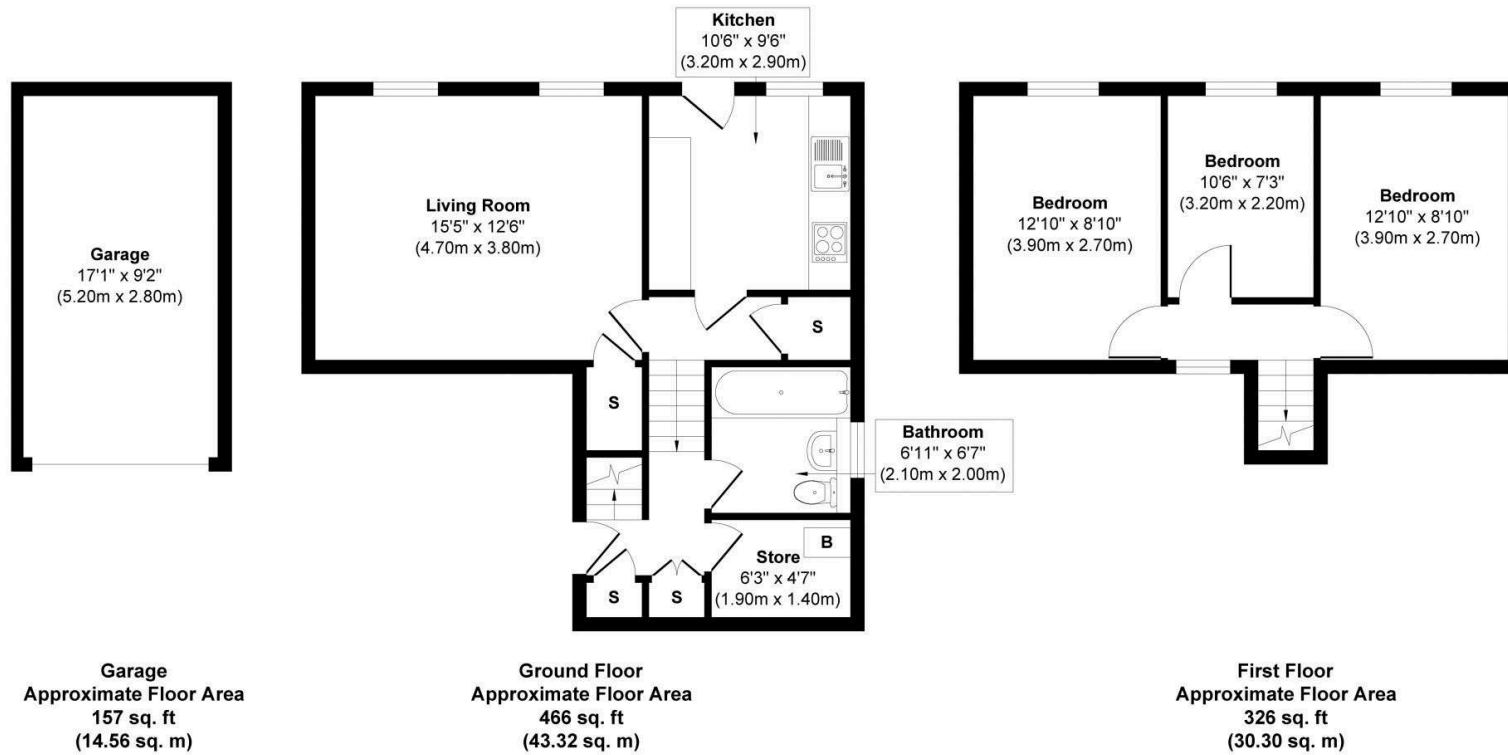 Garage
17'1" x 9'2"
(5.20m x 2.80m)
Garage
Approximate Floor Area
157 sq. ft
(14.56 sq. m)
Kitchen
10'6" x 9'6"
(3.20m x 2.90m)
Living Room
15'5" x 12'6"
(4.70m x 3.80m)
S
S
Bathroom
6'11" x 6'7"
(2.10m x 2.00m)
B
Store
6'3" x 4'7"
(1.90m x 1.40m)
S
S
Ground Floor
Approximate Floor Area
466 sq. ft
(43.32 sq. m)
Bedroom
12'10" x 8'10"
(3.90m x 2.70m)
Bedroom
10'6" x 7'3"
(3.20m x 2.20m)
Bedroom
12'10" x 8'10"
(3.90m x 2.70m)
First Floor
Approximate Floor Area
326 sq. ft
(30.30 sq. m)